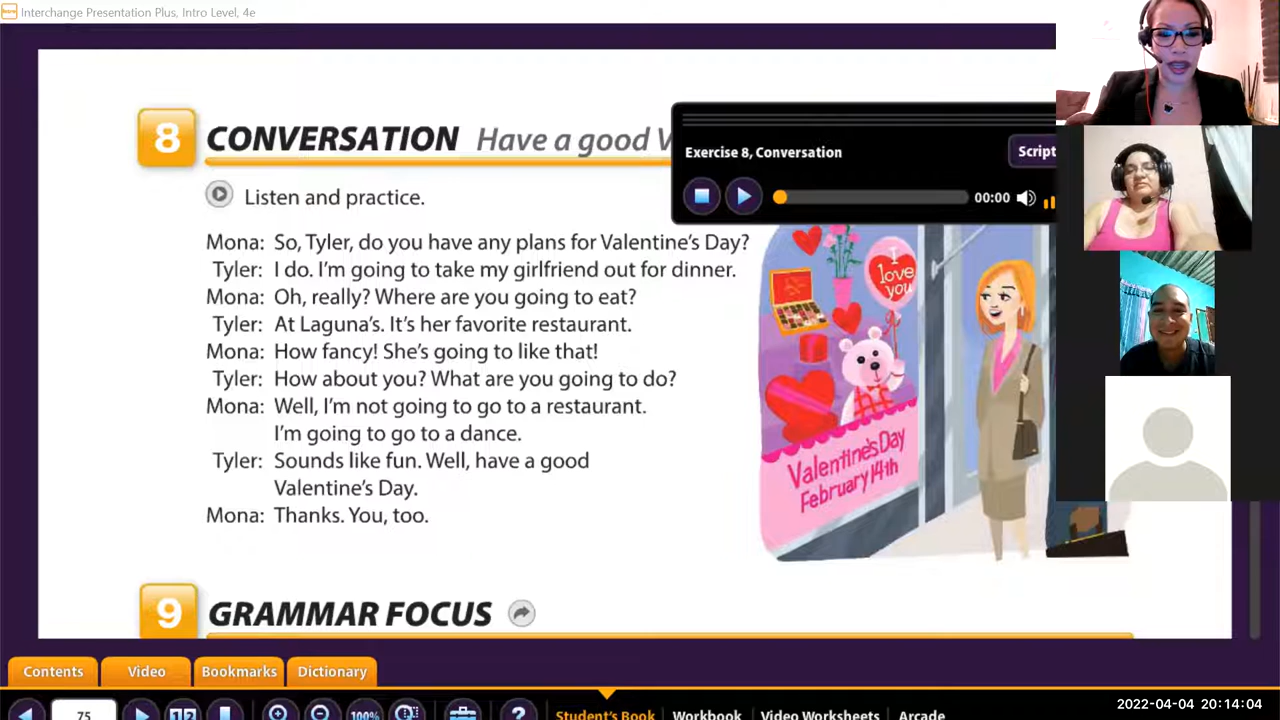 Interchange Presentation Plus, Intro Level, 4e
8 CONVERSATION Have a good
Exercise 8, Conversation
Script
00:00
Listen and practice.
Mona: So, Tyler, do you have any plans for Valentine's Day?
Tyler: I do. I'm going to take my girlfriend out for dinner.
Mona: Oh, really? Where are you going to eat?
Tyler: At Laguna's. It's her favorite restaurant.
Mona: How fancy! She's going to like that!
Tyler: How about you? What are you going to do?
Mona: Well, I'm not going to go to a restaurant.
I'm going to go to a dance.
Tyler: Sounds like fun. Well, have a good
Valentine's Day.
Mona: Thanks. You, too.
I
love
you
Valentine's Day
February 14th
9 GRAMMAR FOCUS
Contents Video Bookmarks Dictionary
75 1 2 100% ? Student's Book Workbook Video Worksheets Arcade
2022-04-04 20:14:04